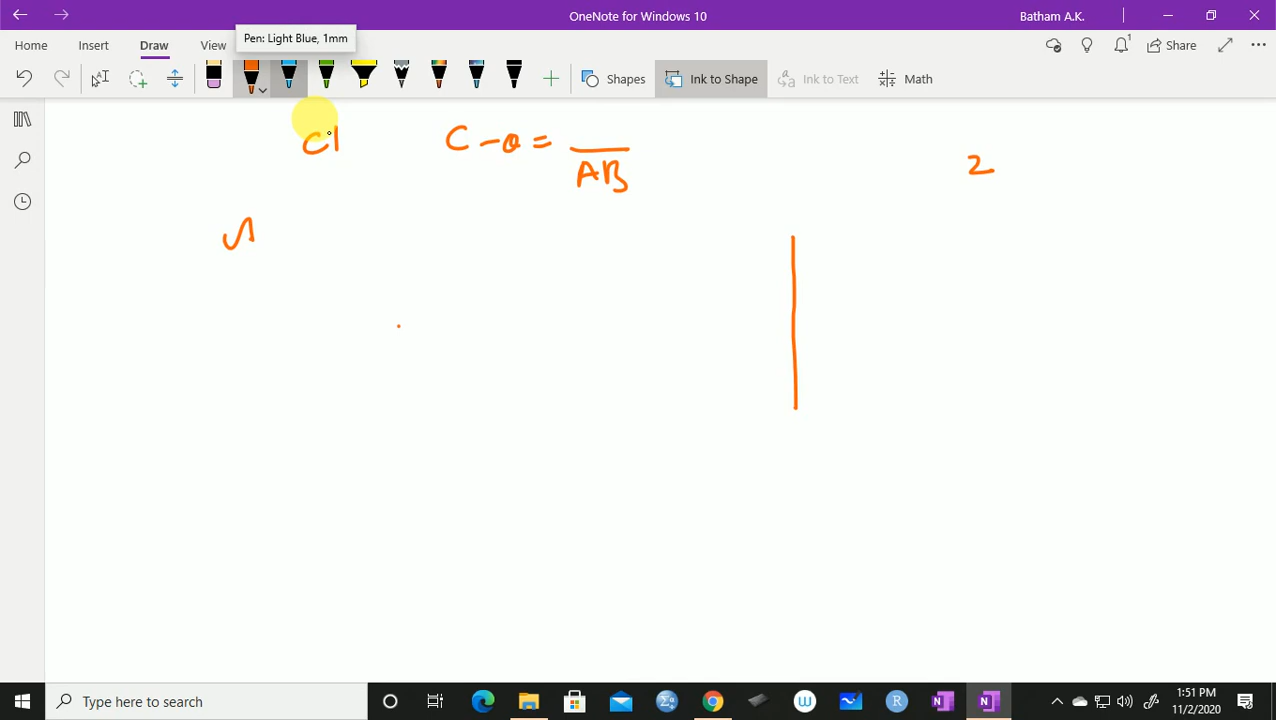 OneNote for Windows 10
Batham A.K.
Home Insert Draw View
Pen: Light Blue, 1mm
Share
Shapes Ink to Shape Ink to Text Math
2
AB
Type here to search
1:51 PM
11/2/2020